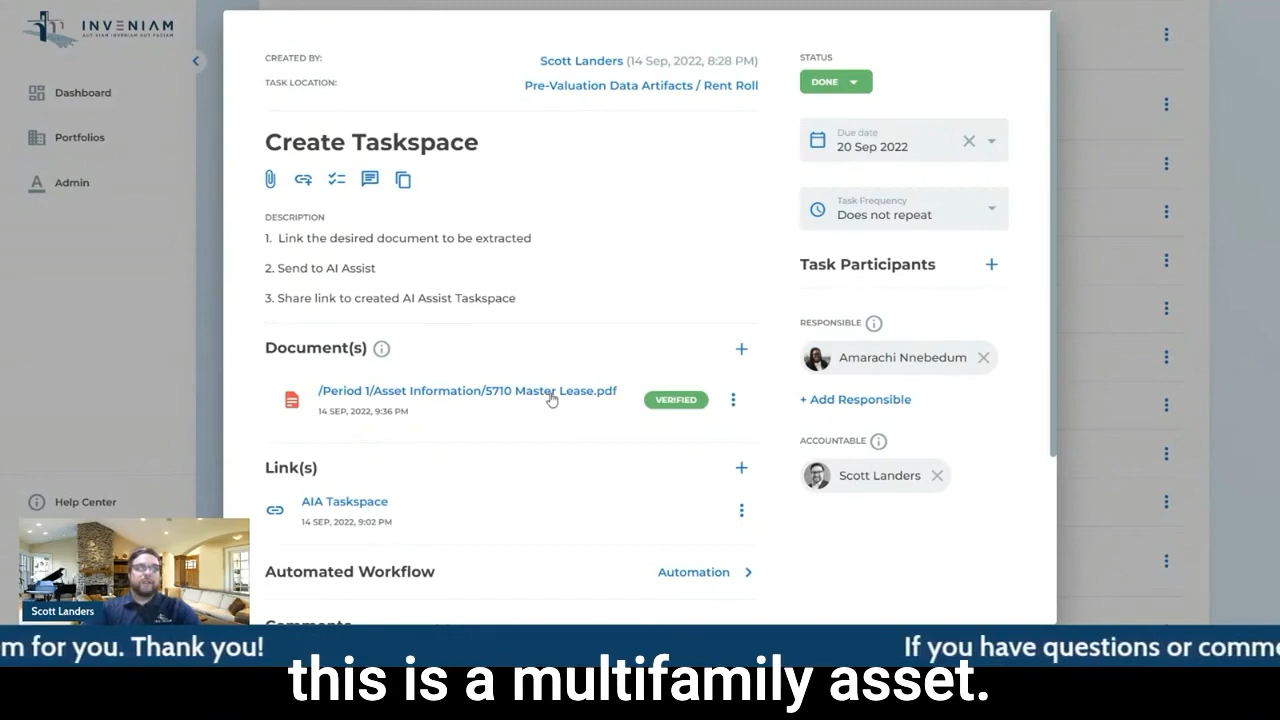 INVENIAM
AUT VIAM INVENIAM AUT FACIAM
Dashboard
Portfolios
Admin
Help Center
CREATED BY:
Scott Landers (14 Sep, 2022, 8:28 PM)
TASK LOCATION:
Pre-Valuation Data Artifacts / Rent Roll
Create Taskspace
DESCRIPTION
1. Link the desired document to be extracted
2. Send to AI Assist
3. Share link to created AI Assist Taskspace
Document(s)
/Period 1/Asset Information/5710 Master Lease.pdf
14 SEP, 2022, 9:36 PM
VERIFIED
Link(s)
AIA Taskspace
14 SEP, 2022, 9:02 PM
Automated Workflow
Automation
Comments
STATUS
DONE
Due date
20 Sep 2022
Task Frequency
Does not repeat
Task Participants
RESPONSIBLE
Amarachi Nnebedum
+ Add Responsible
ACCOUNTABLE
Scott Landers
Scott Landers
m for you. Thank you!
If you have questions or comme
this is a multifamily asset.